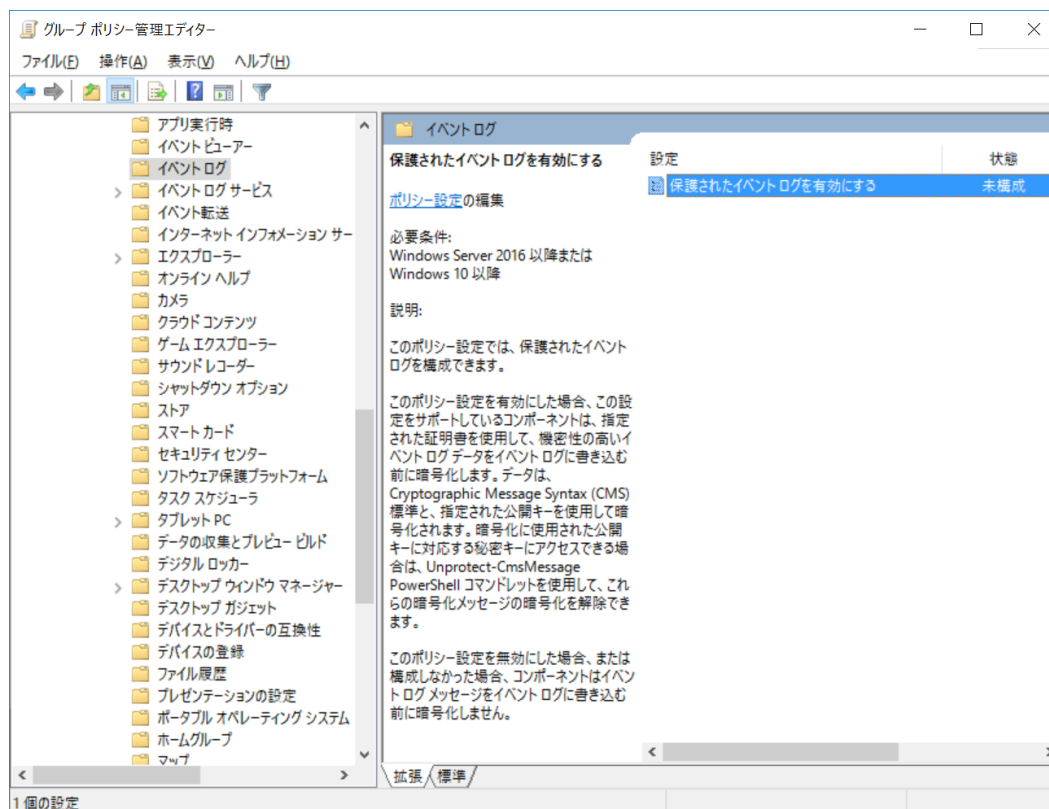 グループ ポリシー管理エディター
ファイル(F) 操作(A) 表示(V) ヘルプ(H)
アプリ実行時
イベント ビューアー
イベント ログ
イベント ログ サービス
イベント転送
インターネット インフォメーション サー
エクスプローラー
オンライン ヘルプ
カメラ
クラウド コンテンツ
ゲーム エクスプローラー
サウンド レコーダー
シャットダウン オプション
ストア
スマート カード
セキュリティ センター
ソフトウェア保護プラットフォーム
タスク スケジューラ
タブレット PC
データの収集とプレビュー ビルド
デジタル ロッカー
デスクトップ ウィンドウ マネージャー
デスクトップ ガジェット
デバイスとドライバーの互換性
デバイスの登録
ファイル履歴
プレゼンテーションの設定
ポータブル オペレーティング システム
ホームグループ
マップ
イベント ログ
保護されたイベント ログを有効にする
ポリシー設定の編集
必要条件:
Windows Server 2016 以降または
Windows 10 以降
説明:
このポリシー設定では、保護されたイベント
ログを構成できます。
このポリシー設定を有効にした場合、この設
定をサポートしているコンポーネントは、指定
された証明書を使用して、機密性の高いイ
ベント ログ データをイベント ログに書き込む
前に暗号化します。データは、
Cryptographic Message Syntax (CMS)
標準と、指定された公開キーを使用して暗
号化されます。暗号化に使用された公開
キーに対応する秘密キーにアクセスできる場
合は、Unprotect-CmsMessage
PowerShell コマンドレットを使用して、これ
らの暗号化メッセージの暗号化を解除でき
ます。
このポリシー設定を無効にした場合、または
構成しなかった場合、コンポーネントはイベン
ト ログ メッセージをイベント ログに書き込む
前に暗号化しません。
設定 状態
保護されたイベント ログを有効にする 未構成
拡張 標準
1 個の設定